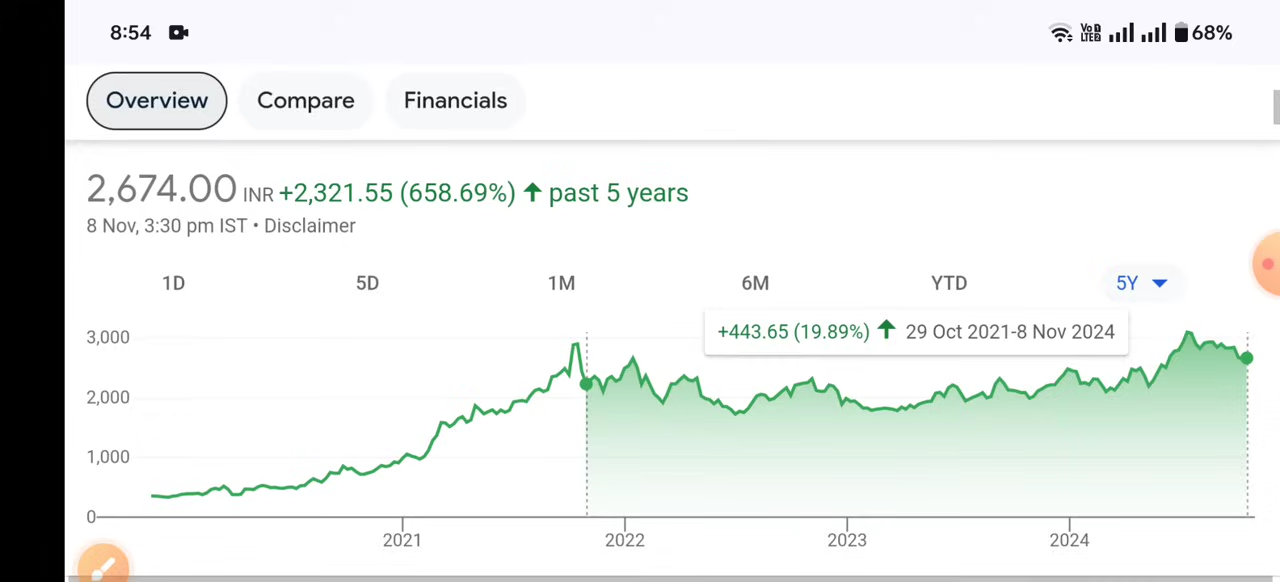 8:54 68%
Overview Compare Financials
2,674.00 INR +2,321.55 (658.69%) ↑ past 5 years
8 Nov, 3:30 pm IST • Disclaimer
1D 5D 1M 6M YTD 5Y
+443.65 (19.89%) ↑ 29 Oct 2021-8 Nov 2024
3,000
2,000
1,000
0
2021 2022 2023 2024